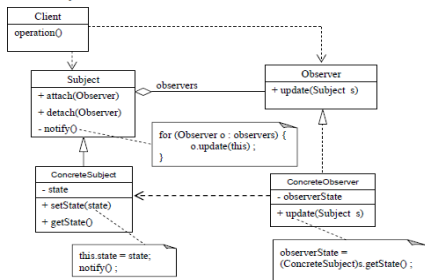 Client
operation()
Subject
+ attach(Observer)
+ detach(Observer)
- notify()
observers
Observer
+ update(Subject s)
for (Observer o : observers) {
o.update(this) ;
}
ConcreteSubject
- state
+ setState(state)
+ getState()
ConcreteObserver
- observerState
+ update(Subject s)
this.state = state;
notify() ;
observerState =
(ConcreteSubject)s.getState() ;